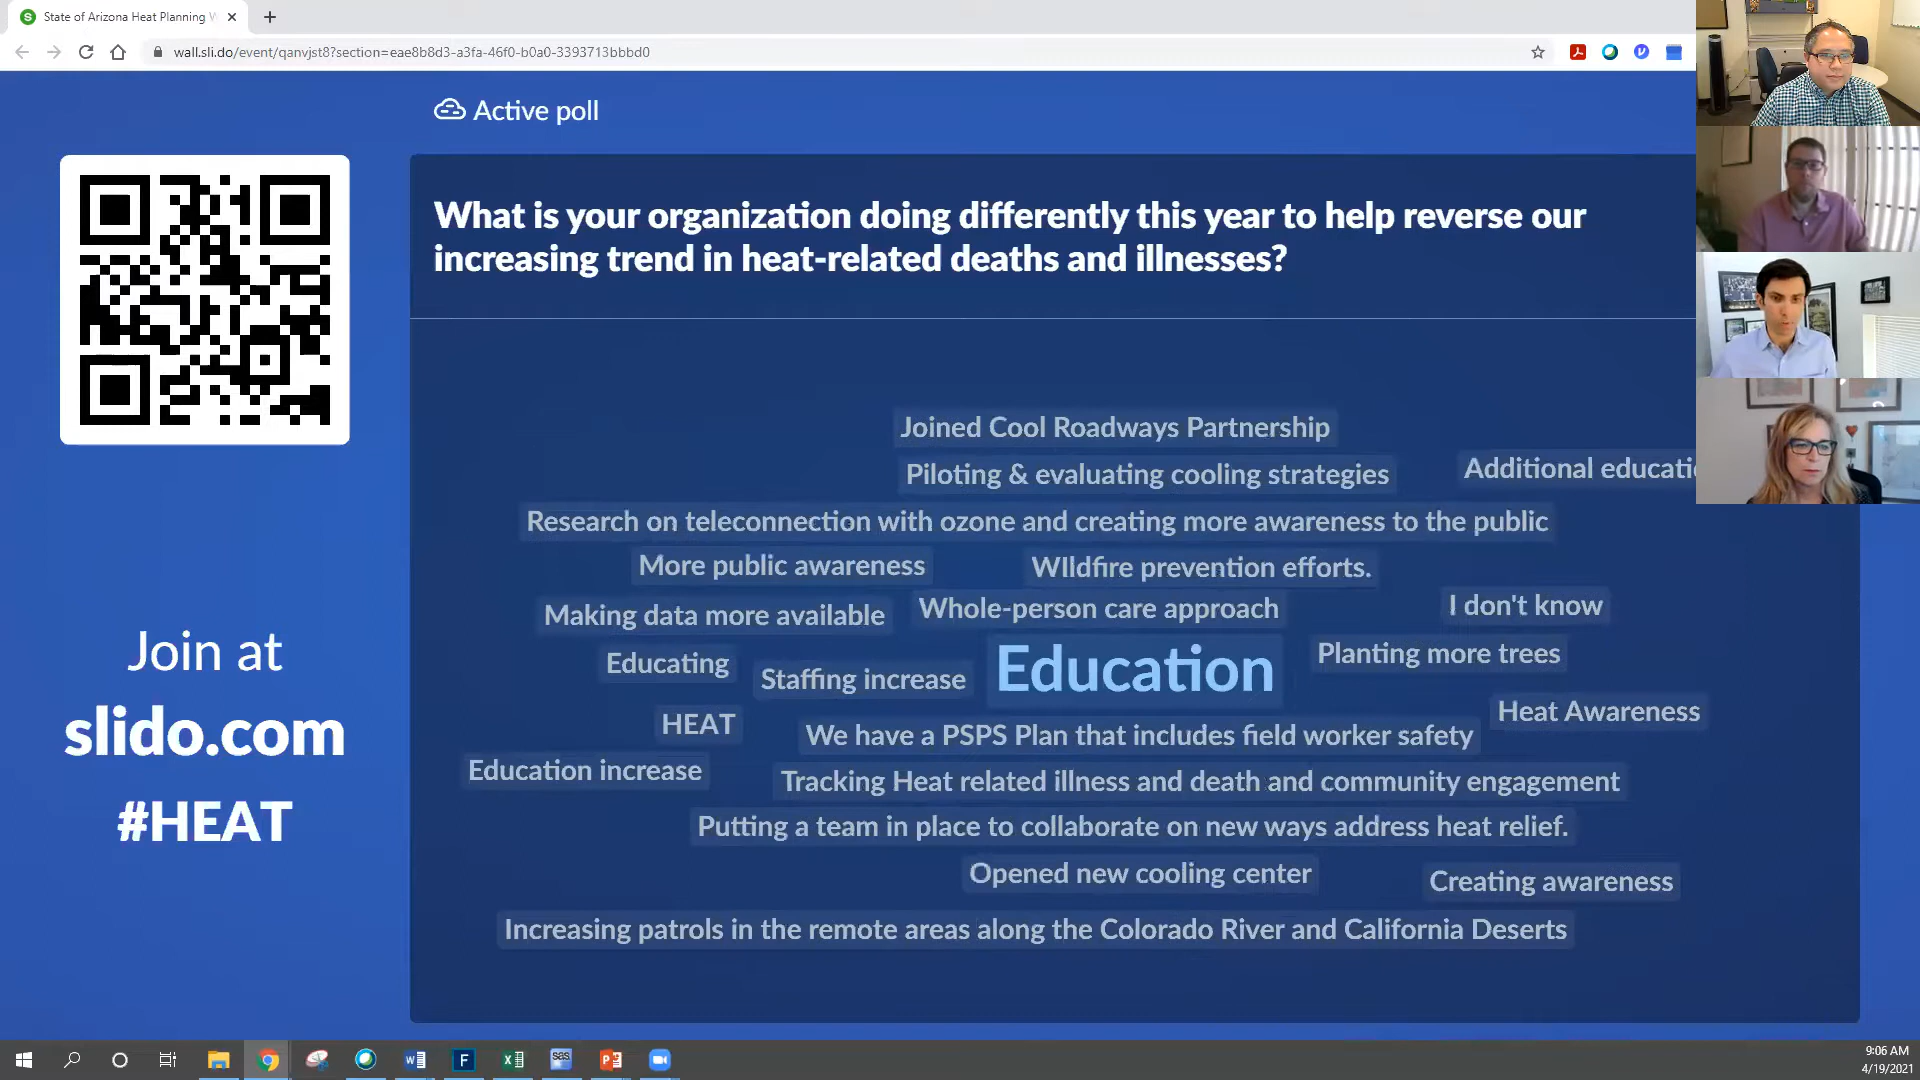 State of Arizona Heat Planning
wall.sli.do/event/qanvjst8?section=eae8b8d3-a3fa-46f0-b0a0-3393713bbbd0
Active poll
What is your organization doing differently this year to help reverse our
increasing trend in heat-related deaths and illnesses?
Joined Cool Roadways Partnership
Piloting & evaluating cooling strategies
Additional
Research on teleconnection with ozone and creating more awareness to the public
More public awareness
WIldfire prevention efforts.
Making data more available
Whole-person care approach
I don't know
Educating
Staffing increase
Education
Planting more trees
HEAT
We have a PSPS Plan that includes field worker safety
Heat Awareness
Education increase
Tracking Heat related illness and death and community engagement
Putting a team in place to collaborate on new ways address heat relief.
Opened new cooling center
Creating awareness
Increasing patrols in the remote areas along the Colorado River and California Deserts
Join at
slido.com
#HEAT
9:06 AM
4/19/2021